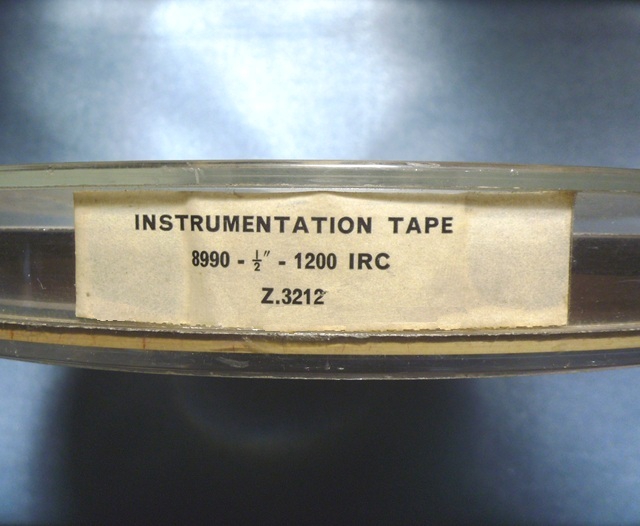 INSTRUMENTATION TAPE
8990 - ½" - 1200 IRC
Z.3212